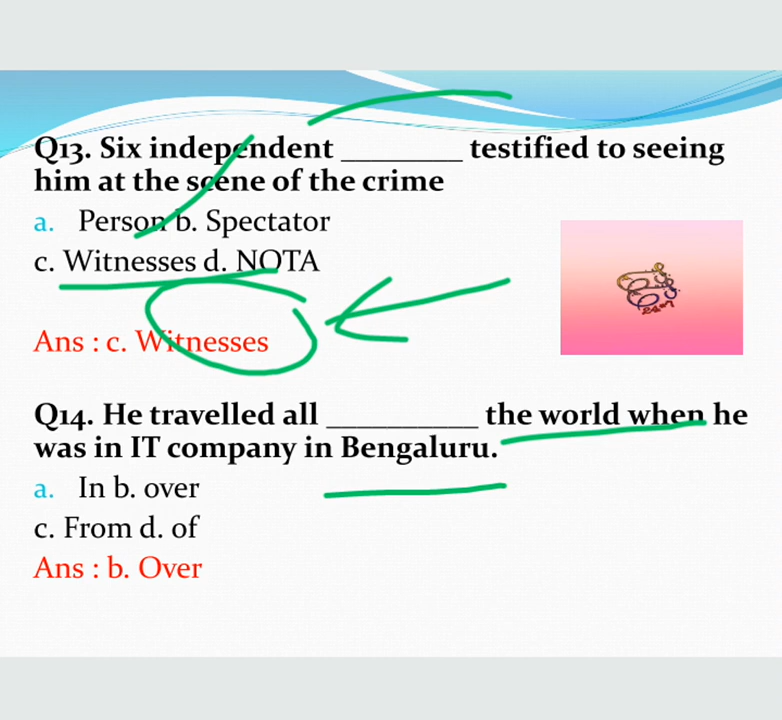 Q13. Six independent _________ testified to seeing
him at the scene of the crime
a. Person b. Spectator
c. Witnesses d. NOTA
Ans : c. Witnesses
Q14. He travelled all ___________ the world when he
was in IT company in Bengaluru.
a. In b. over
c. From d. of
Ans : b. Over